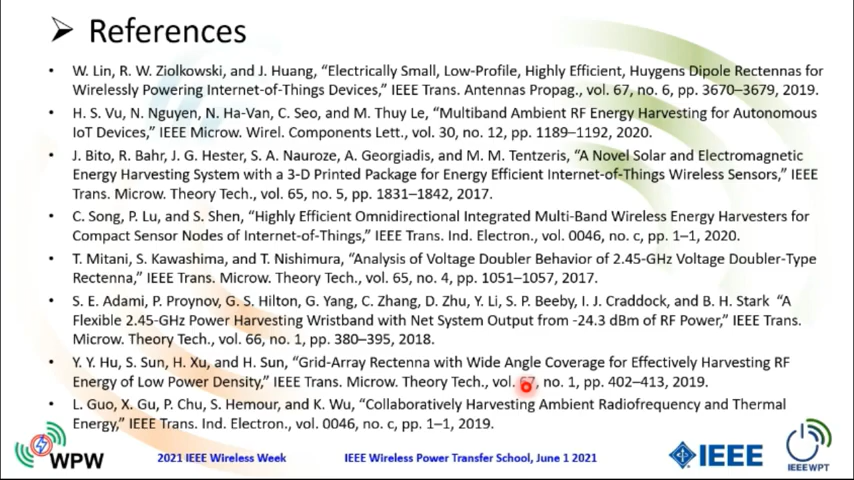 ➢ References
• W. Lin, R. W. Ziolkowski, and J. Huang, “Electrically Small, Low-Profile, Highly Efficient, Huygens Dipole Rectennas for
Wirelessly Powering Internet-of-Things Devices,” IEEE Trans. Antennas Propag., vol. 67, no. 6, pp. 3670–3679, 2019.
• H. S. Vu, N. Nguyen, N. Ha-Van, C. Seo, and M. Thuy Le, “Multiband Ambient RF Energy Harvesting for Autonomous
IoT Devices,” IEEE Microw. Wirel. Components Lett., vol. 30, no. 12, pp. 1189–1192, 2020.
• J. Bito, R. Bahr, J. G. Hester, S. A. Nauroze, A. Georgiadis, and M. M. Tentzeris, “A Novel Solar and Electromagnetic
Energy Harvesting System with a 3-D Printed Package for Energy Efficient Internet-of-Things Wireless Sensors,” IEEE
Trans. Microw. Theory Tech., vol. 65, no. 5, pp. 1831–1842, 2017.
• C. Song, P. Lu, and S. Shen, “Highly Efficient Omnidirectional Integrated Multi-Band Wireless Energy Harvesters for
Compact Sensor Nodes of Internet-of-Things,” IEEE Trans. Ind. Electron., vol. 0046, no. c, pp. 1–1, 2020.
• T. Mitani, S. Kawashima, and T. Nishimura, “Analysis of Voltage Doubler Behavior of 2.45-GHz Voltage Doubler-Type
Rectenna,” IEEE Trans. Microw. Theory Tech., vol. 65, no. 4, pp. 1051–1057, 2017.
• S. E. Adami, P. Proynov, G. S. Hilton, G. Yang, C. Zhang, D. Zhu, Y. Li, S. P. Beeby, I. J. Craddock, and B. H. Stark “A
Flexible 2.45-GHz Power Harvesting Wristband with Net System Output from -24.3 dBm of RF Power,” IEEE Trans.
Microw. Theory Tech., vol. 66, no. 1, pp. 380–395, 2018.
• Y. Y. Hu, S. Sun, H. Xu, and H. Sun, “Grid-Array Rectenna with Wide Angle Coverage for Effectively Harvesting RF
Energy of Low Power Density,” IEEE Trans. Microw. Theory Tech., vol. 67, no. 1, pp. 402–413, 2019.
• L. Guo, X. Gu, P. Chu, S. Hemour, and K. Wu, “Collaboratively Harvesting Ambient Radiofrequency and Thermal
Energy,” IEEE Trans. Ind. Electron., vol. 0046, no. c, pp. 1–1, 2019.
WPW
2021 IEEE Wireless Week
IEEE Wireless Power Transfer School, June 1 2021
IEEE
IEEE WPT